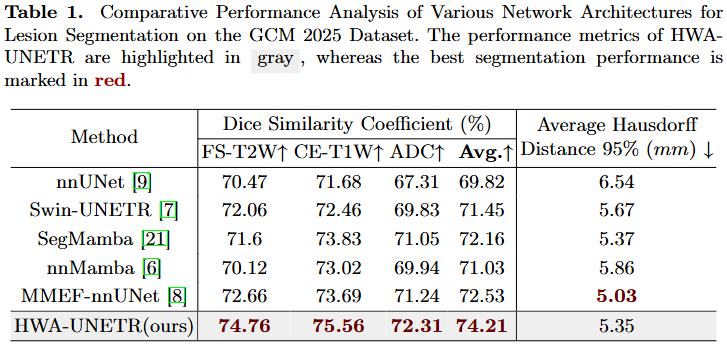 Table 1. Comparative Performance Analysis of Various Network Architectures for
Lesion Segmentation on the GCM 2025 Dataset. The performance metrics of HWA-
UNETR are highlighted in gray , whereas the best segmentation performance is
marked in red.
Method Dice Similarity Coefficient (%) Average Hausdorff
FS-T2W↑ CE-T1W↑ ADC↑ Avg.↑ Distance 95% (mm) ↓
nnUNet [9] 70.47 71.68 67.31 69.82 6.54
Swin-UNETR [7] 72.06 72.46 69.83 71.45 5.67
SegMamba [21] 71.6 73.83 71.05 72.16 5.37
nnMamba [6] 70.12 73.02 69.94 71.03 5.86
MMEF-nnUNet [8] 72.66 73.69 71.24 72.53 5.03
HWA-UNETR(ours) 74.76 75.56 72.31 74.21 5.35